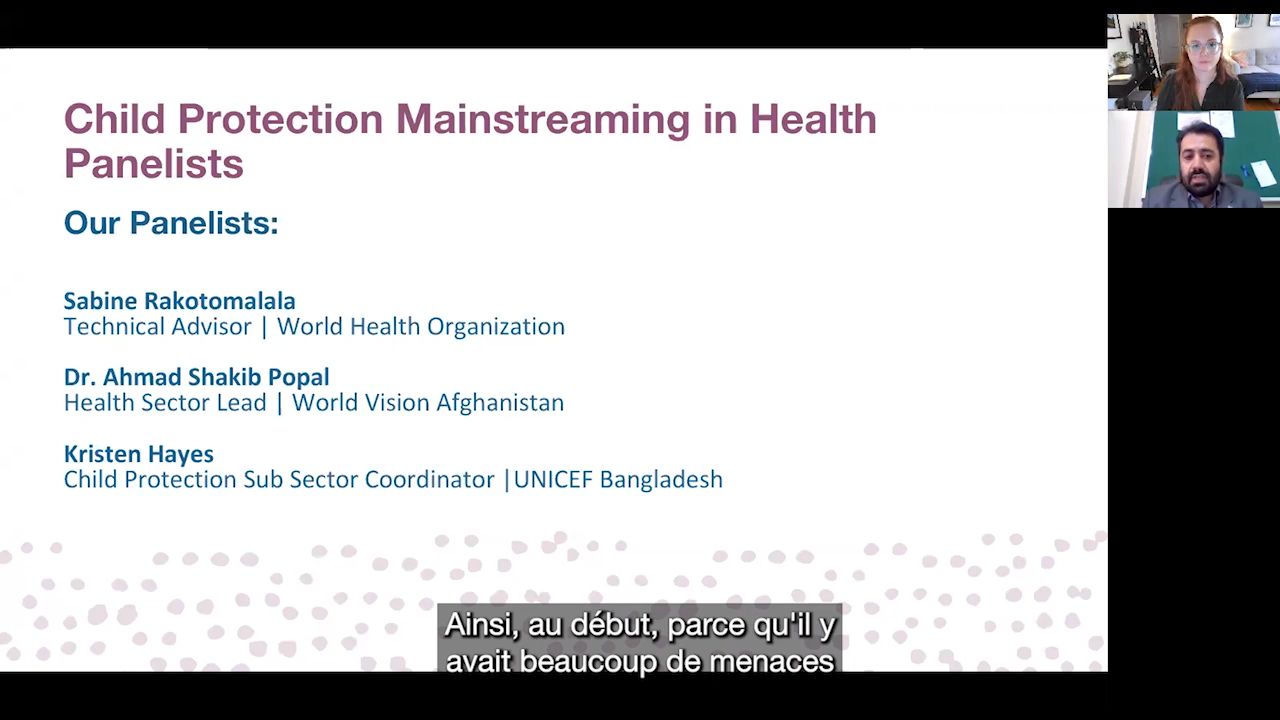 Child Protection Mainstreaming in Health
Panelists
Our Panelists:
Sabine Rakotomalala
Technical Advisor | World Health Organization
Dr. Ahmad Shakib Popal
Health Sector Lead | World Vision Afghanistan
Kristen Hayes
Child Protection Sub Sector Coordinator |UNICEF Bangladesh
Ainsi, au début, parce qu'il y
avait beaucoup de menaces